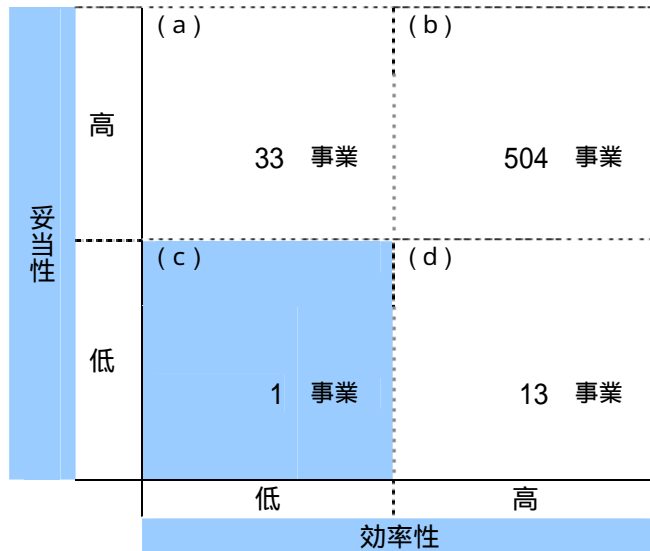 (a)
(b)
高
33 事業
504 事業
妥当性
(c)
(d)
低
1 事業
13 事業
低
高
効率性